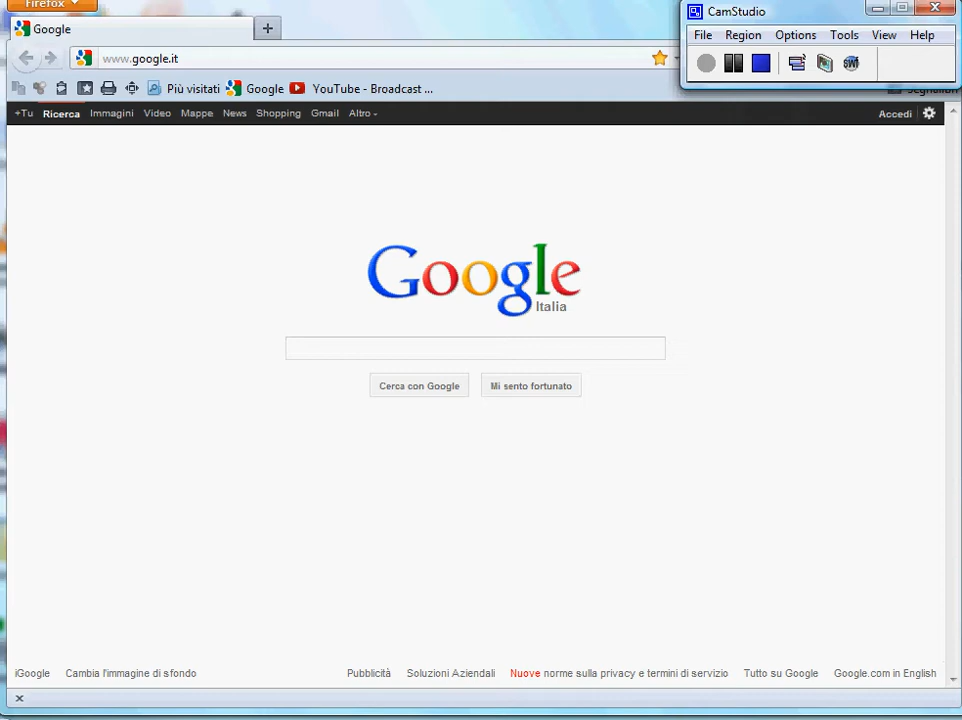 Firefox
CamStudio
Google
File Region Options Tools View Help
www.google.it
Più visitati Google YouTube - Broadcast ...
+Tu Ricerca Immagini Video Mappe News Shopping Gmail Altro
Accedi
Google
Italia
Cerca con Google Mi sento fortunato
iGoogle Cambia l'immagine di sfondo Pubblicità Soluzioni Aziendali Nuove norme sulla privacy e termini di servizio Tutto su Google Google.com in English